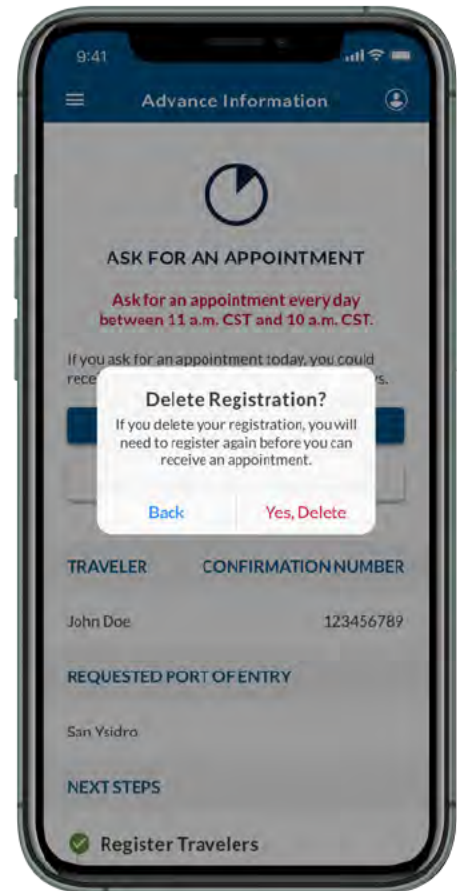 9:41
Advance Information
ASK FOR AN APPOINTMENT
Ask for an appointment every day
between 11 a.m. CST and 10 a.m. CST.
If you ask for an appointment today, you could
Delete Registration?
If you delete your registration, you will
need to register again before you can
receive an appointment.
Back Yes, Delete
TRAVELER CONFIRMATION NUMBER
John Doe 123456789
REQUESTED PORT OF ENTRY
San Ysidro
NEXT STEPS
Register Travelers